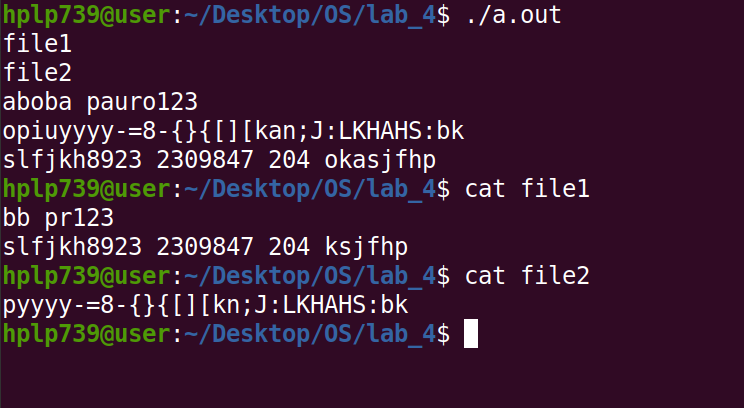 hplp739@user:~/Desktop/OS/lab_4$ ./a.out
file1
file2
aboba pauro123
opiuyyyy-=8-{}{[][kan;J:LKHAHS:bk
slfjkh8923 2309847 204 okasjfhp
hplp739@user:~/Desktop/OS/lab_4$ cat file1
bb pr123
slfjkh8923 2309847 204 ksjfhp
hplp739@user:~/Desktop/OS/lab_4$ cat file2
pyyyy-=8-{}{[][kn;J:LKHAHS:bk
hplp739@user:~/Desktop/OS/lab_4$